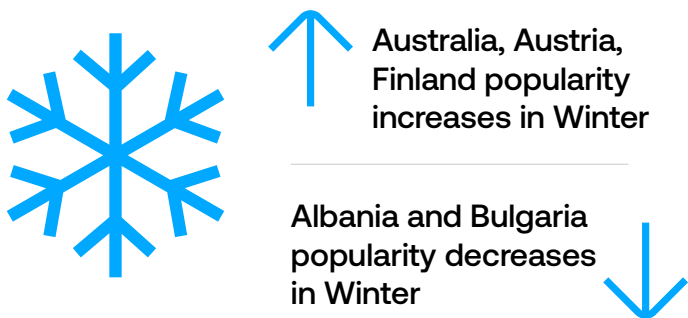 Australia, Austria,
Finland popularity
increases in Winter
Albania and Bulgaria
popularity decreases
in Winter